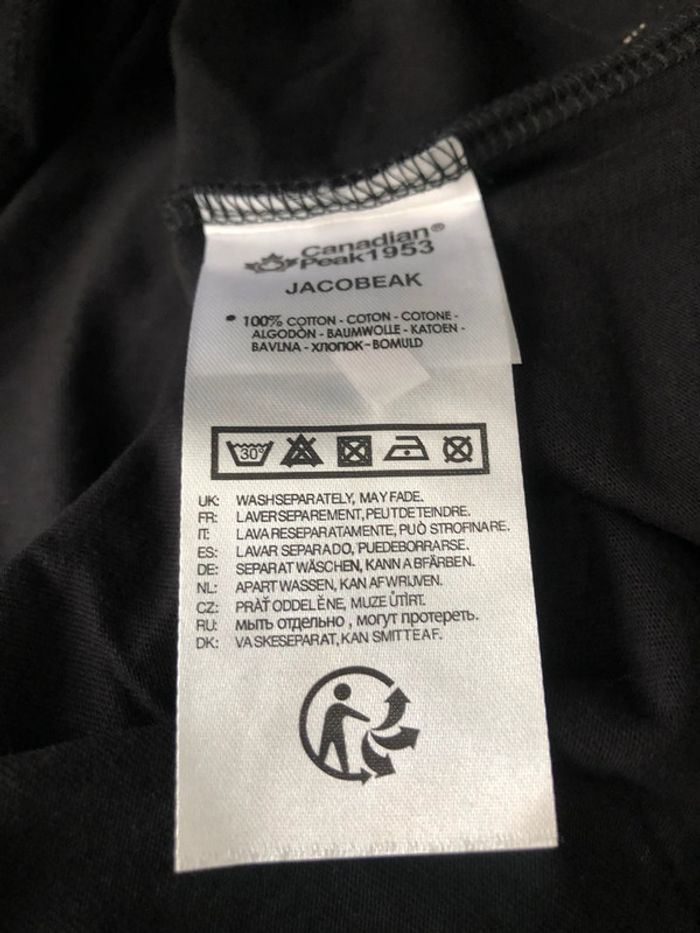 Canadian®
Peak1953
JACOBEAK
• 100% COTTON - COTON - COTONE -
ALGODÓN - BAUMWOLLE - KATOEN -
BAVLNA - ХЛОПОК-BOMULD
30°
UK: WASHSEPARATELY, MAY FADE.
FR: LAVERSEPAREMENT, PEUTDETEINDRE.
IT: LAVARESEPARATAMENTE, PUÒ STROFINARE.
ES: LAVAR SEPARADO, PUEDEBORRARSE.
DE: SEPARAT WÄSCHEN, KANN ABFÄRBEN.
NL: APART WASSEN, KAN AFWRIJVEN.
CZ: PRÄT ODDELĚNE, MUZE ŮTIRT.
RU: мыть отдельно , могут протереть.
DK: VASKESEPARAT, KAN SMITTEAF.